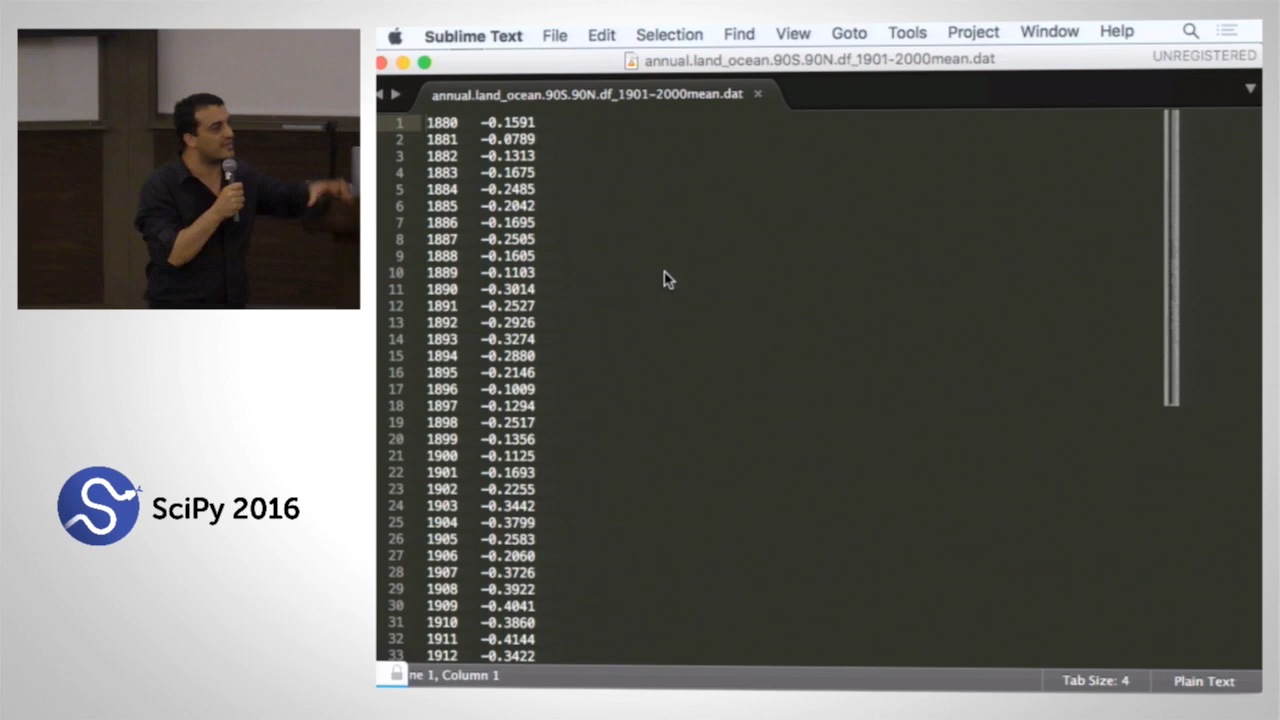 Sublime Text File Edit Selection Find View Goto Tools Project Window Help
annual.land_ocean.90S.90N.df_1901-2000mean.dat UNREGISTERED
annual.land_ocean.90S.90N.df_1901-2000mean.dat ×
1 1880 -0.1591
2 1881 -0.0789
3 1882 -0.1313
4 1883 -0.1675
5 1884 -0.2485
6 1885 -0.2042
7 1886 -0.1695
8 1887 -0.2505
9 1888 -0.1605
10 1889 -0.1103
11 1890 -0.3014
12 1891 -0.2527
13 1892 -0.2926
14 1893 -0.3274
15 1894 -0.2880
16 1895 -0.2146
17 1896 -0.1009
18 1897 -0.1294
19 1898 -0.2517
20 1899 -0.1356
21 1900 -0.1125
22 1901 -0.1693
23 1902 -0.2255
24 1903 -0.3442
25 1904 -0.3799
26 1905 -0.2583
27 1906 -0.2060
28 1907 -0.3726
29 1908 -0.3922
30 1909 -0.4041
31 1910 -0.3860
32 1911 -0.4144
33 1912 -0.3422
ne 1, Column 1 Tab Size: 4 Plain Text
SciPy 2016